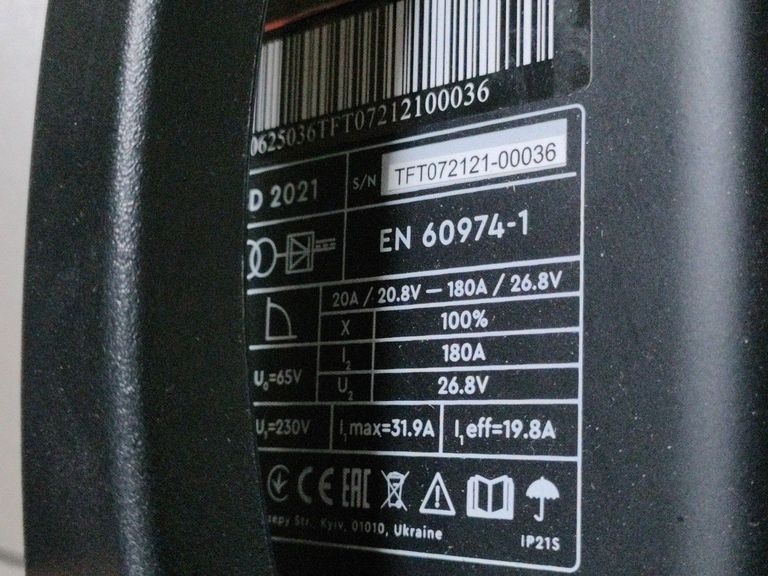 0625036TFT07212100036
D 2021 S/N TFT072121-00036
EN 60974-1
20A / 20.8V — 180A / 26.8V
X 100%
I₂ 180A
U₀=65V U₂ 26.8V
U₁=230V I₁max=31.9A I₁eff=19.8A
CE EAC
Str., Kyiv, 01010, Ukraine IP21S